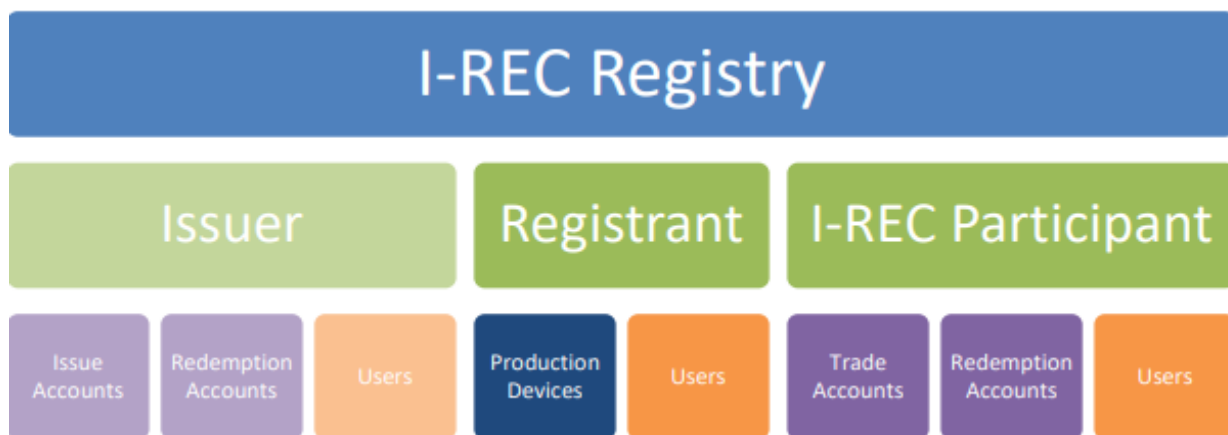 I-REC Registry
Issuer
Registrant
I-REC Participant
Issue
Accounts
Redemption
Accounts
Users
Production
Devices
Users
Trade
Accounts
Redemption
Accounts
Users